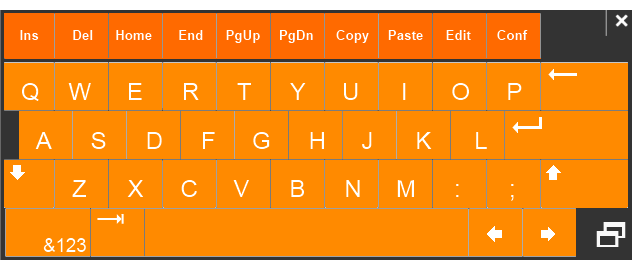 Ins Del Home End PgUp PgDn Copy Paste Edit Conf
Q W E R T Y U I O P
A S D F G H J K L
Z X C V B N M : ;
&123